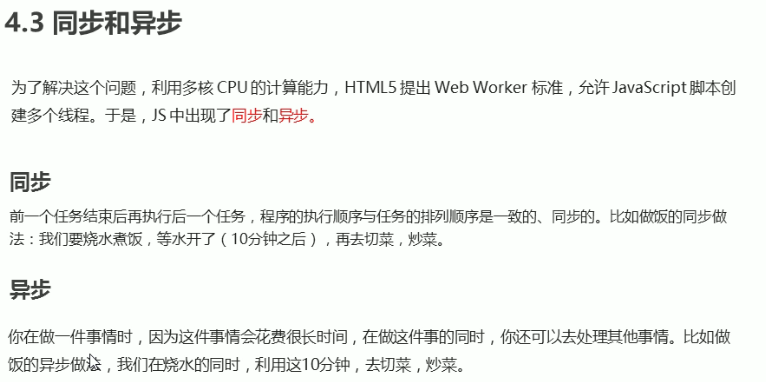 4.3 同步和异步
为了解决这个问题，利用多核 CPU 的计算能力，HTML5 提出 Web Worker 标准，允许 JavaScript 脚本创
建多个线程。于是，JS 中出现了同步和异步。
同步
前一个任务结束后再执行后一个任务，程序的执行顺序与任务的排列顺序是一致的、同步的。比如做饭的同步做
法：我们要烧水煮饭，等水开了（10分钟之后），再去切菜，炒菜。
异步
你在做一件事情时，因为这件事情会花费很长时间，在做这件事的同时，你还可以去处理其他事情。比如做
饭的异步做法，我们在烧水的同时，利用这10分钟，去切菜，炒菜。